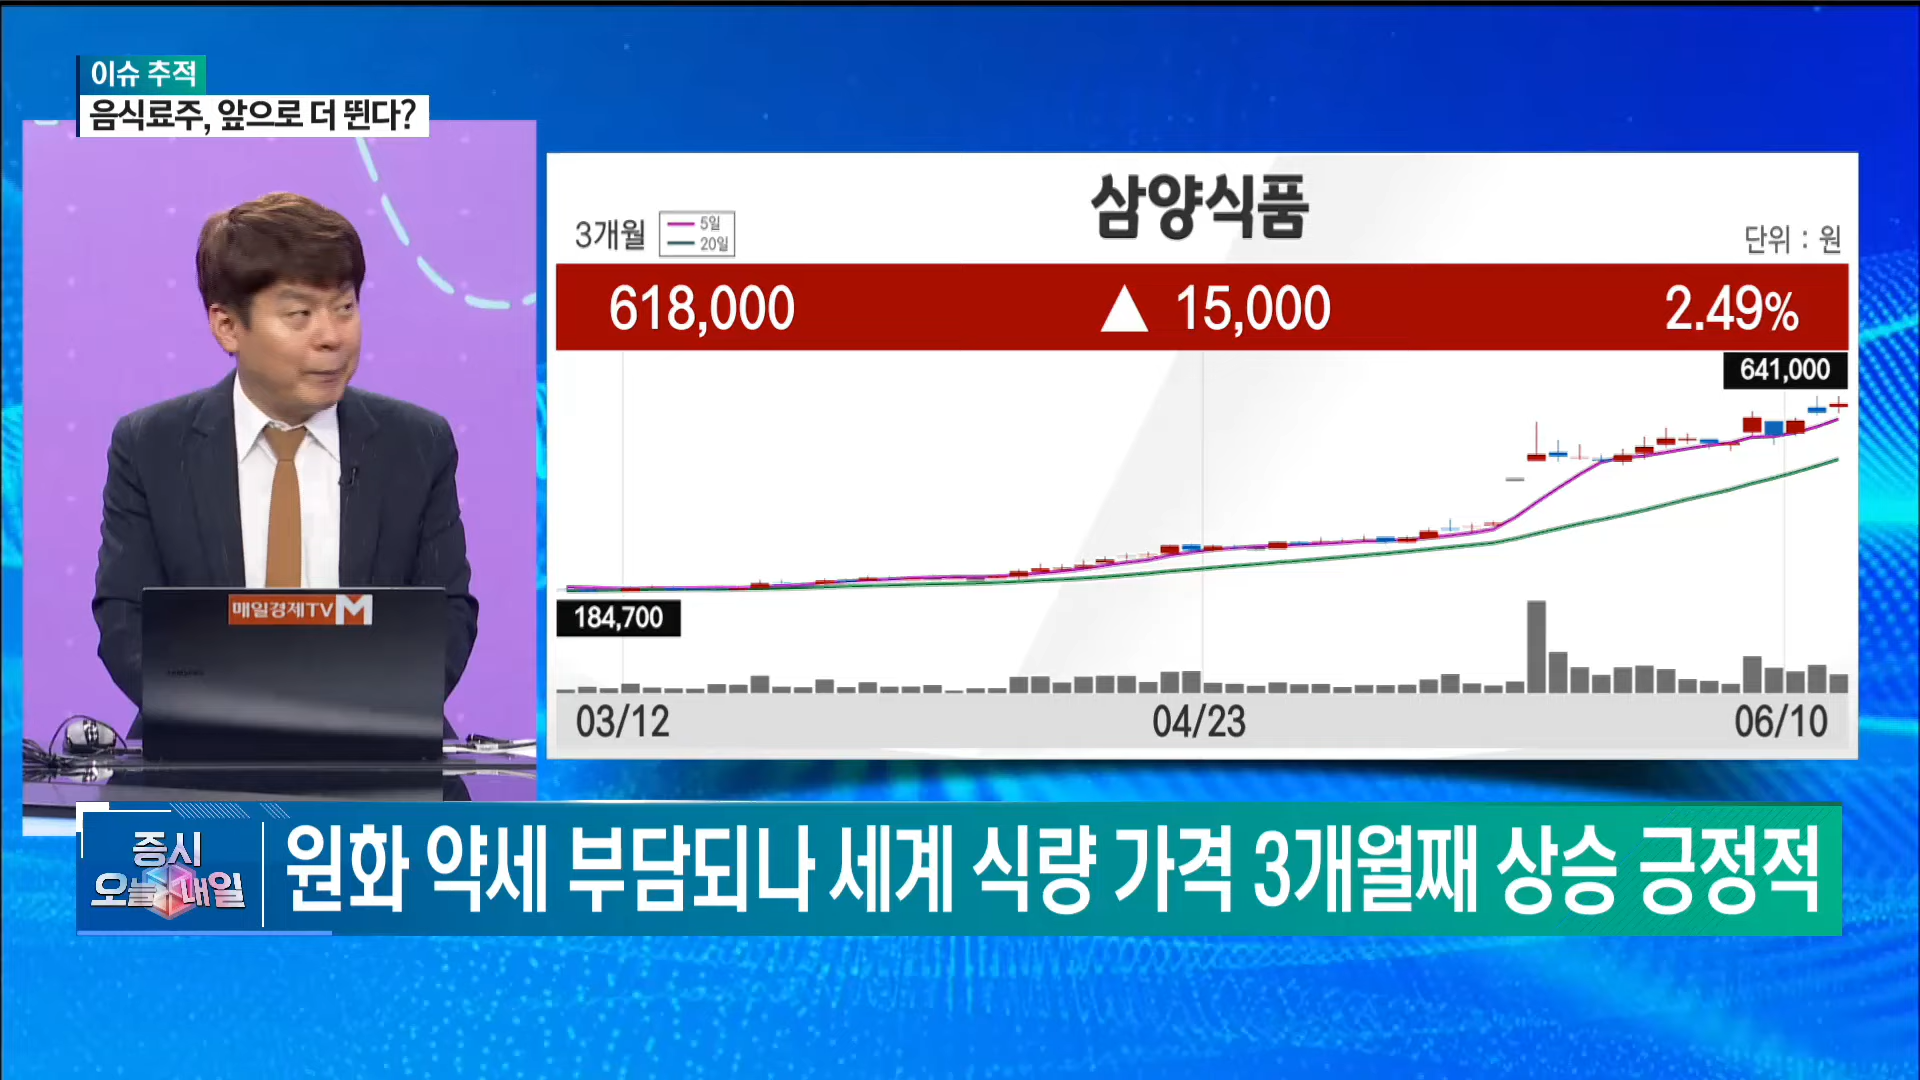 이슈 추적
음식료주, 앞으로 더 뛴다?
삼양식품
3개월
5일
20일
단위 : 원
618,000 ▲ 15,000 2.49%
641,000
184,700
03/12 04/23 06/10
매일경제TV M
증시
오늘 매일
원화 약세 부담되나 세계 식량 가격 3개월째 상승 긍정적